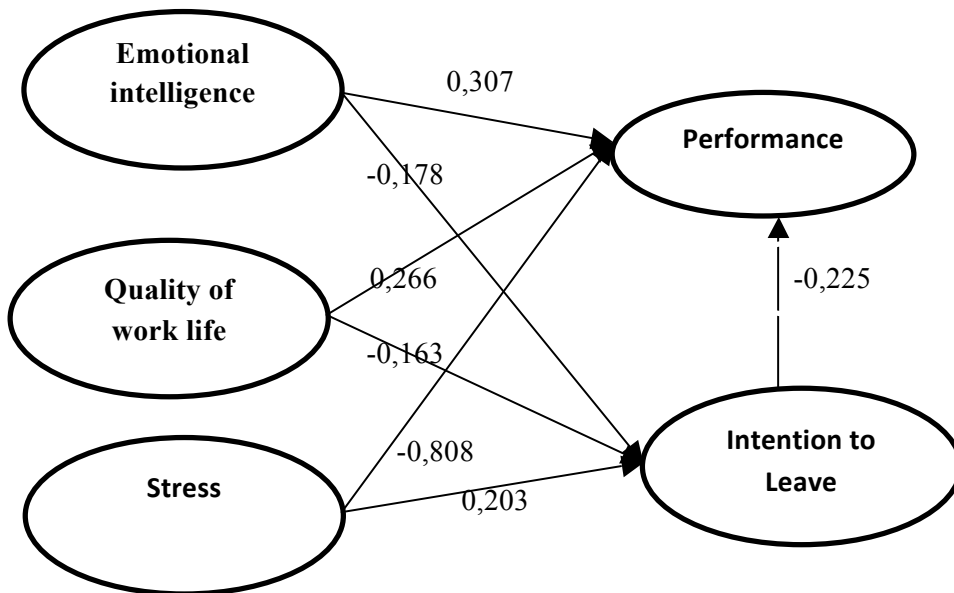 Emotional
intelligence
0,307
Performance
-0,178
Quality of
work life
0,266
-0,225
-0,163
Stress
-0,808
0,203
Intention to
Leave